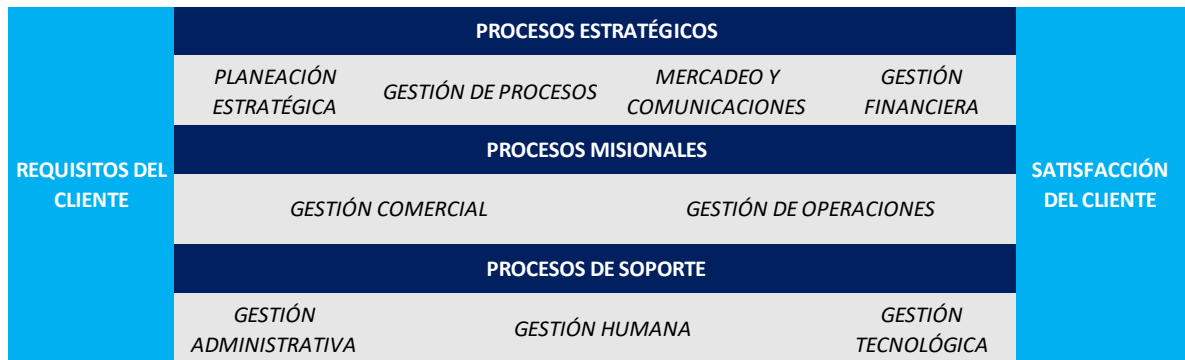 PROCESOS ESTRATÉGICOS
PLANEACIÓN
ESTRATÉGICA
GESTIÓN DE PROCESOS
MERCADEO Y
COMUNICACIONES
GESTIÓN
FINANCIERA
REQUISITOS DEL
CLIENTE
PROCESOS MISIONALES
GESTIÓN COMERCIAL
GESTIÓN DE OPERACIONES
SATISFACCIÓN
DEL CLIENTE
PROCESOS DE SOPORTE
GESTIÓN
ADMINISTRATIVA
GESTIÓN HUMANA
GESTIÓN
TECNOLÓGICA